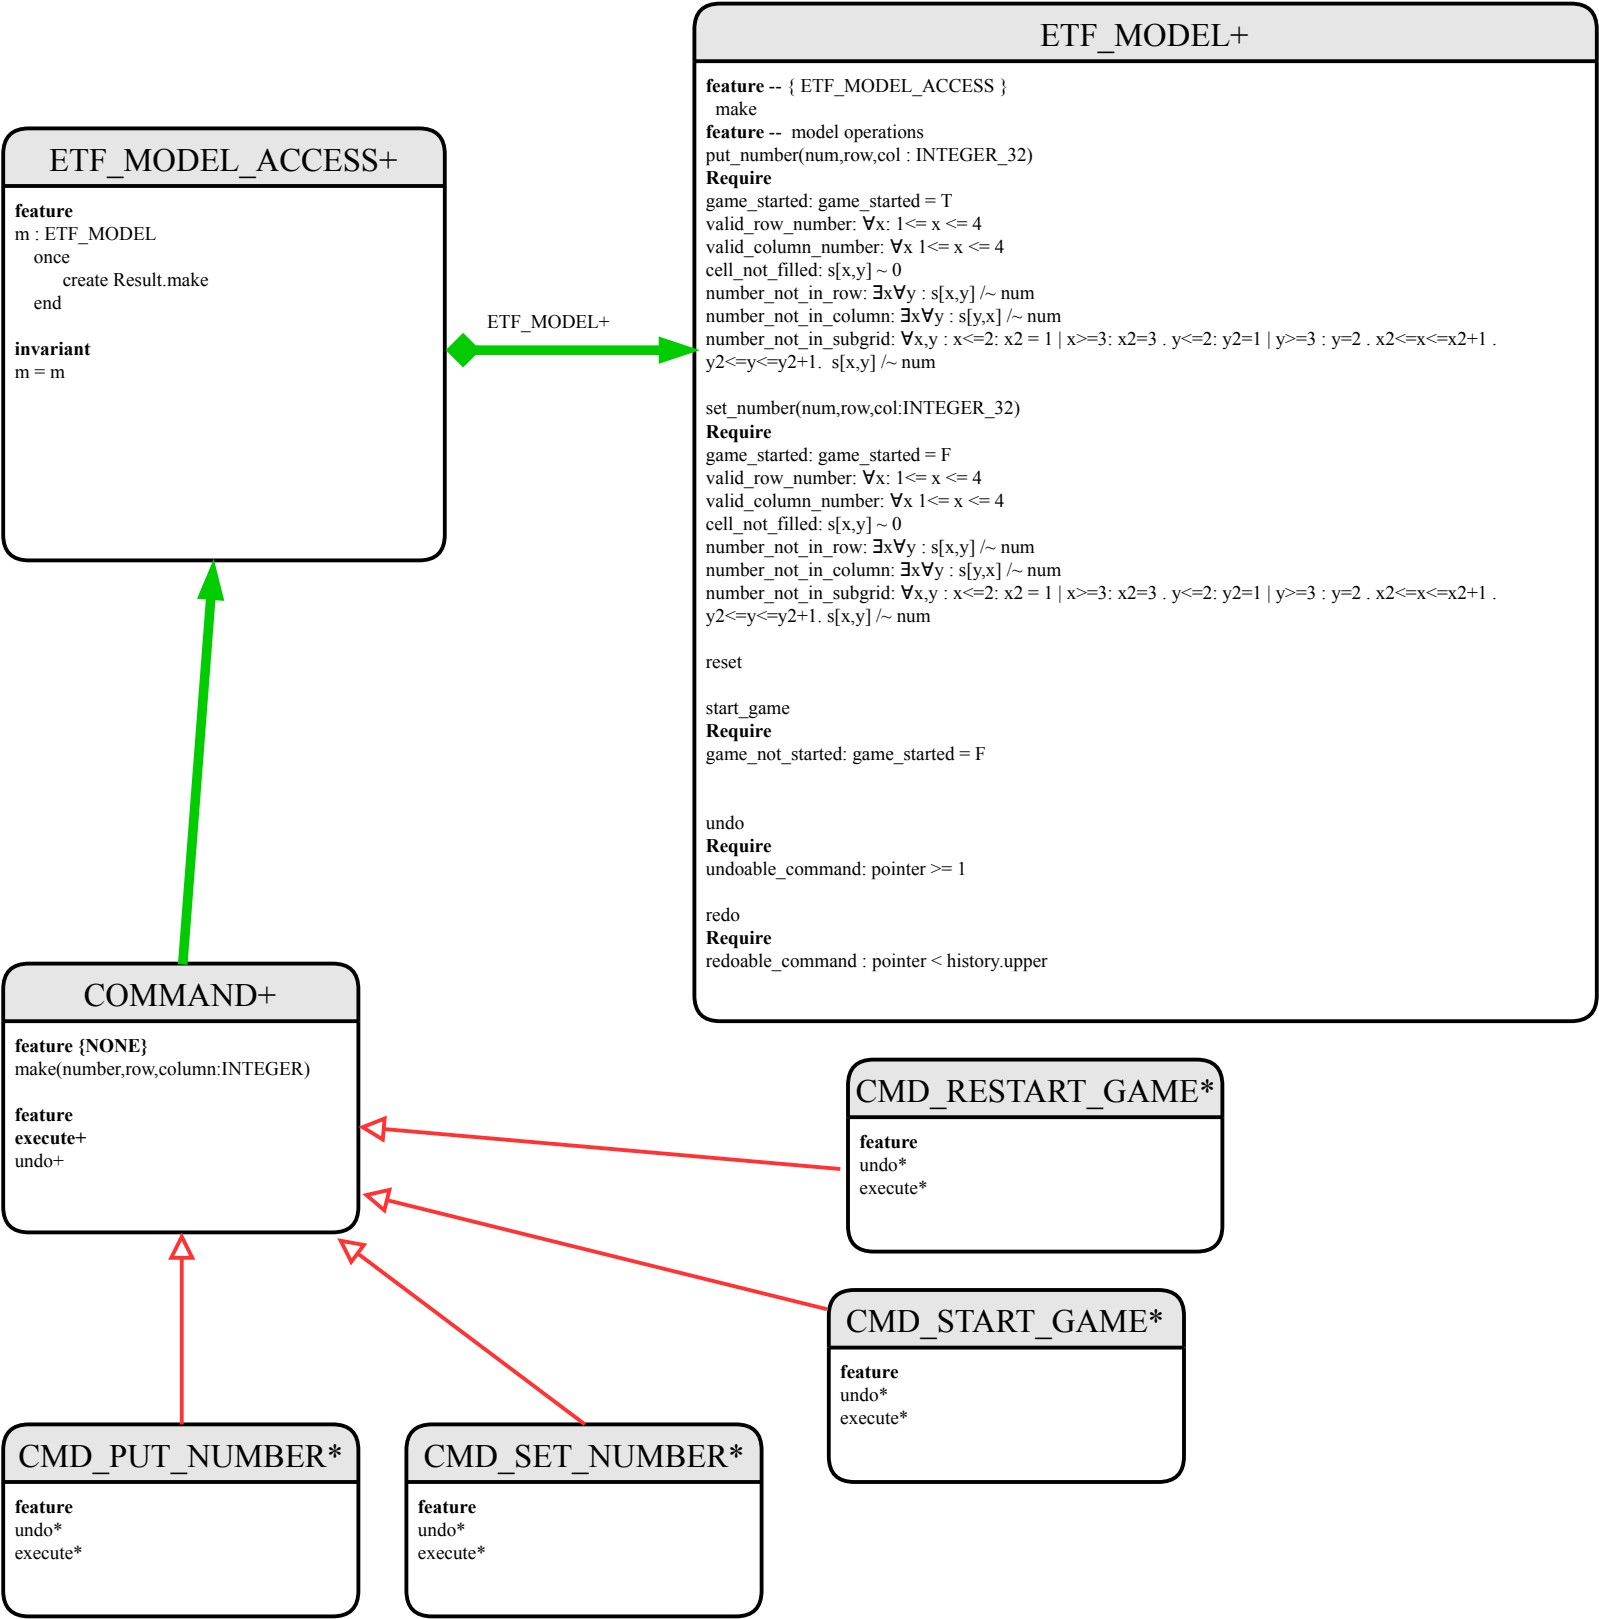 ETF_MODEL+
feature -- { ETF_MODEL_ACCESS }
make
feature -- model operations
put_number(num,row,col : INTEGER_32)
Require
game_started: game_started = T
valid_row_number: ∀x: 1<= x <= 4
valid_column_number: ∀x 1<= x <= 4
cell_not_filled: s[x,y] ~ 0
number_not_in_row: ∃x∀y : s[x,y] /~ num
number_not_in_column: ∃x∀y : s[y,x] /~ num
number_not_in_subgrid: ∀x,y : x<=2: x2 = 1 | x>=3: x2=3 . y<=2: y2=1 | y>=3 : y=2 . x2<=x<=x2+1 .
y2<=y<=y2+1. s[x,y] /~ num
set_number(num,row,col:INTEGER_32)
Require
game_started: game_started = F
valid_row_number: ∀x: 1<= x <= 4
valid_column_number: ∀x 1<= x <= 4
cell_not_filled: s[x,y] ~ 0
number_not_in_row: ∃x∀y : s[x,y] /~ num
number_not_in_column: ∃x∀y : s[y,x] /~ num
number_not_in_subgrid: ∀x,y : x<=2: x2 = 1 | x>=3: x2=3 . y<=2: y2=1 | y>=3 : y=2 . x2<=x<=x2+1 .
y2<=y<=y2+1. s[x,y] /~ num
reset
start_game
Require
game_not_started: game_started = F
undo
Require
undoable_command: pointer >= 1
redo
Require
redoable_command : pointer < history.upper
ETF_MODEL_ACCESS+
feature
m : ETF_MODEL
once
create Result.make
end
invariant
m = m
ETF_MODEL+
COMMAND+
feature {NONE}
make(number,row,column:INTEGER)
feature
execute+
undo+
CMD_RESTART_GAME*
feature
undo*
execute*
CMD_START_GAME*
feature
undo*
execute*
CMD_PUT_NUMBER*
feature
undo*
execute*
CMD_SET_NUMBER*
feature
undo*
execute*